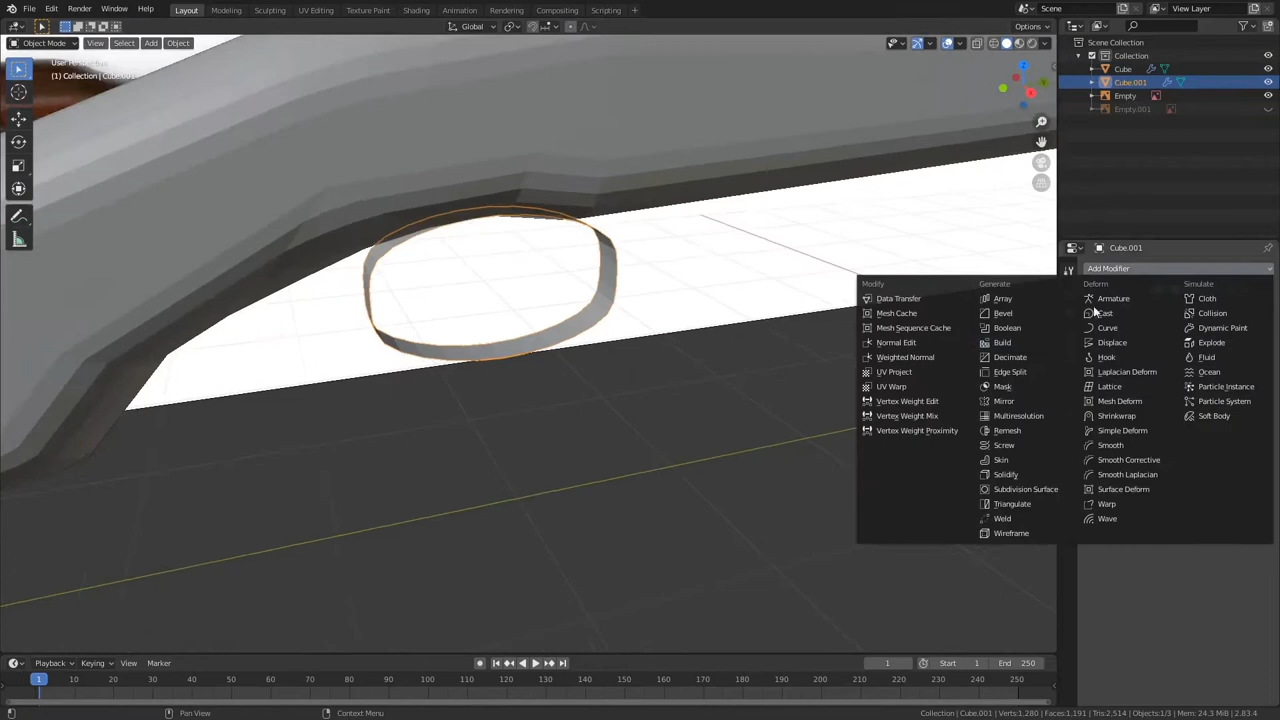 File Edit Render Window Help Layout Modeling Sculpting UV Editing Texture Paint Shading Animation Rendering Compositing Scripting + Scene View Layer
Global Options
Object Mode View Select Add Object
User Perspective
(1) Collection | Cube.001
Scene Collection
Collection
Cube
Cube.001
Empty
Empty.001
Cube.001
Add Modifier
Modify Generate Deform Simulate
Data Transfer Array Armature Cloth
Mesh Cache Bevel Cast Collision
Mesh Sequence Cache Boolean Curve Dynamic Paint
Normal Edit Build Displace Explode
Weighted Normal Decimate Hook Fluid
UV Project Edge Split Laplacian Deform Ocean
UV Warp Mask Lattice Particle Instance
Vertex Weight Edit Mirror Mesh Deform Particle System
Vertex Weight Mix Multiresolution Shrinkwrap Soft Body
Vertex Weight Proximity Remesh Simple Deform
Screw Smooth
Skin Smooth Corrective
Solidify Smooth Laplacian
Subdivision Surface Surface Deform
Triangulate Warp
Weld Wave
Wireframe
Playback Keying View Marker 1 Start 1 End 250
1 10 20 30 40 50 60 70 80 90 100 110 120 130 140 150 160 170 180 190 200 210 220 230 240 250
Pan View Context Menu Collection | Cube.001 | Verts:1,280 | Faces:1,191 | Tris:2,514 | Objects:1/3 | Mem: 24.3 MiB | 2.83.4